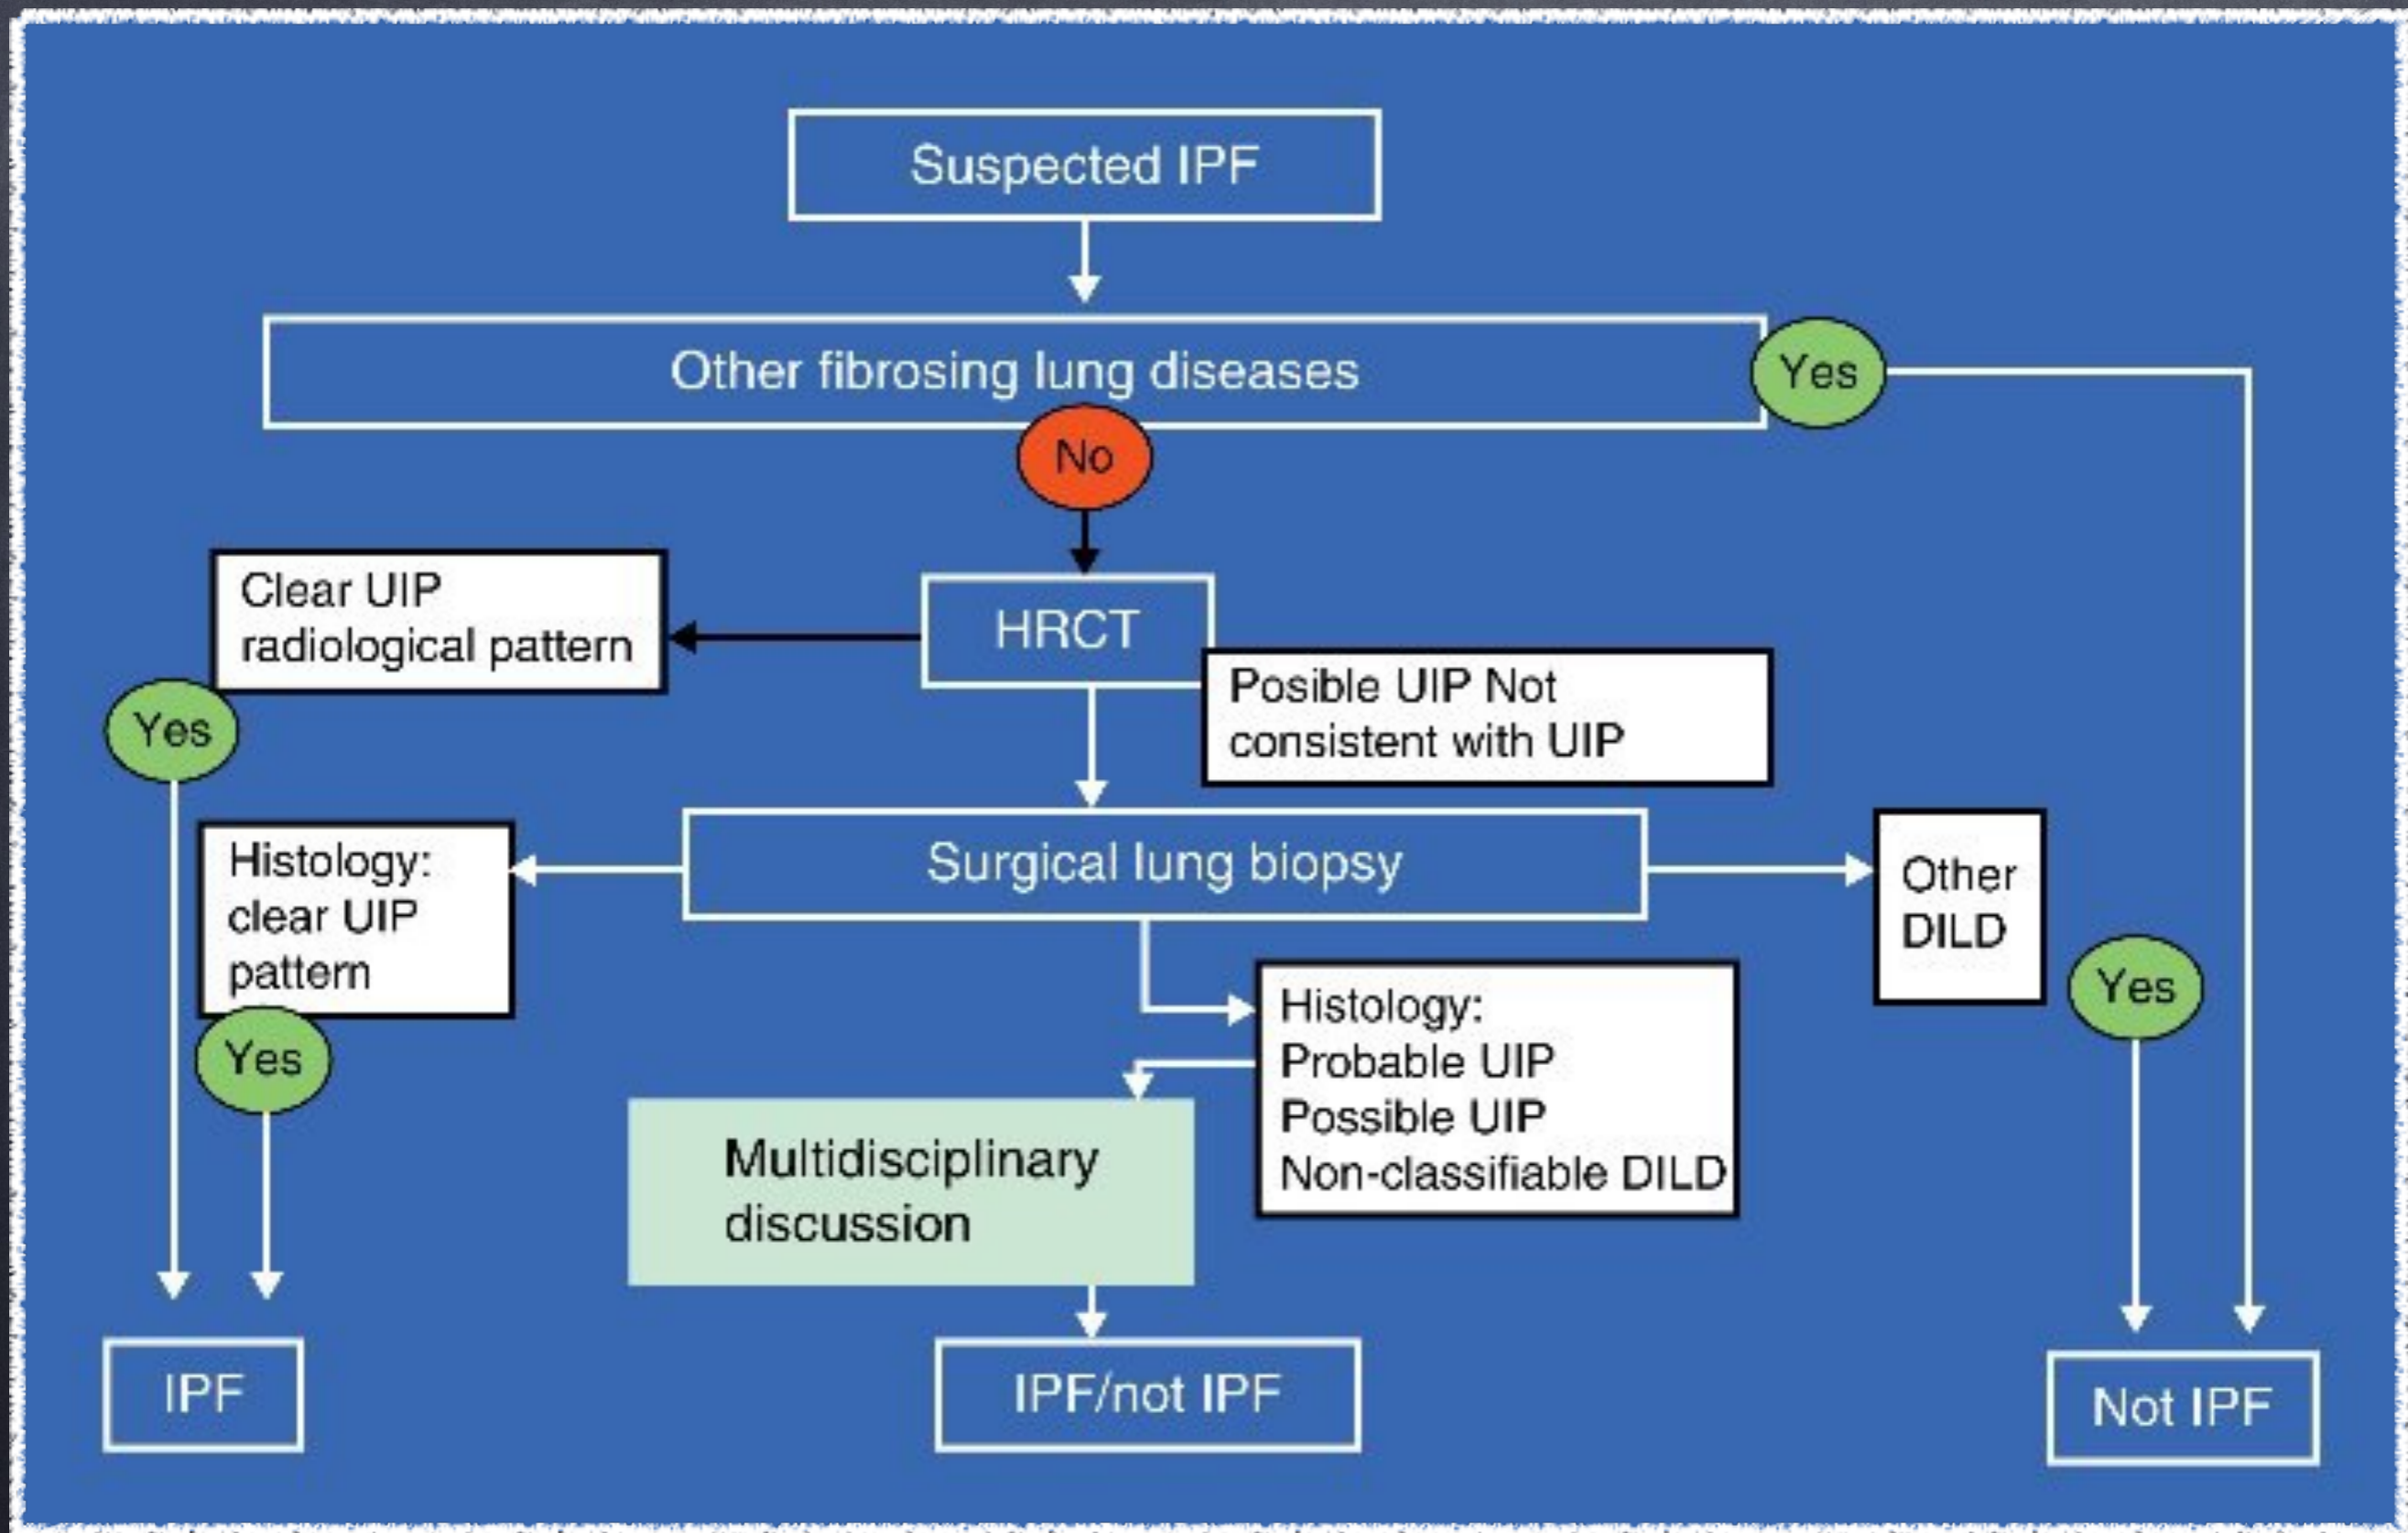 Suspected IPF
Other fibrosing lung diseases
Yes
No
Clear UIP
radiological pattern
HRCT
Posible UIP Not
consistent with UIP
Yes
Histology:
clear UIP
pattern
Surgical lung biopsy
Other
DILD
Yes
Yes
Histology:
Probable UIP
Possible UIP
Non-classifiable DILD
Multidisciplinary
discussion
IPF
IPF/not IPF
Not IPF